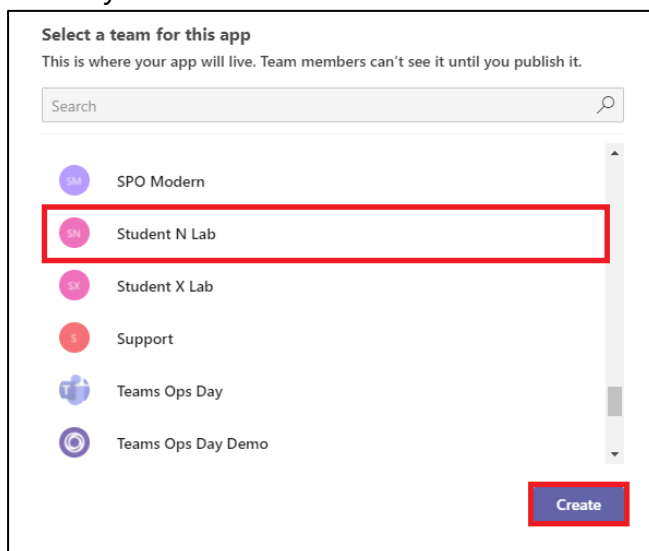 Select a team for this app
This is where your app will live. Team members can't see it until you publish it.
Search
SM SPO Modern
SN Student N Lab
SX Student X Lab
S Support
Teams Ops Day
Teams Ops Day Demo
Create